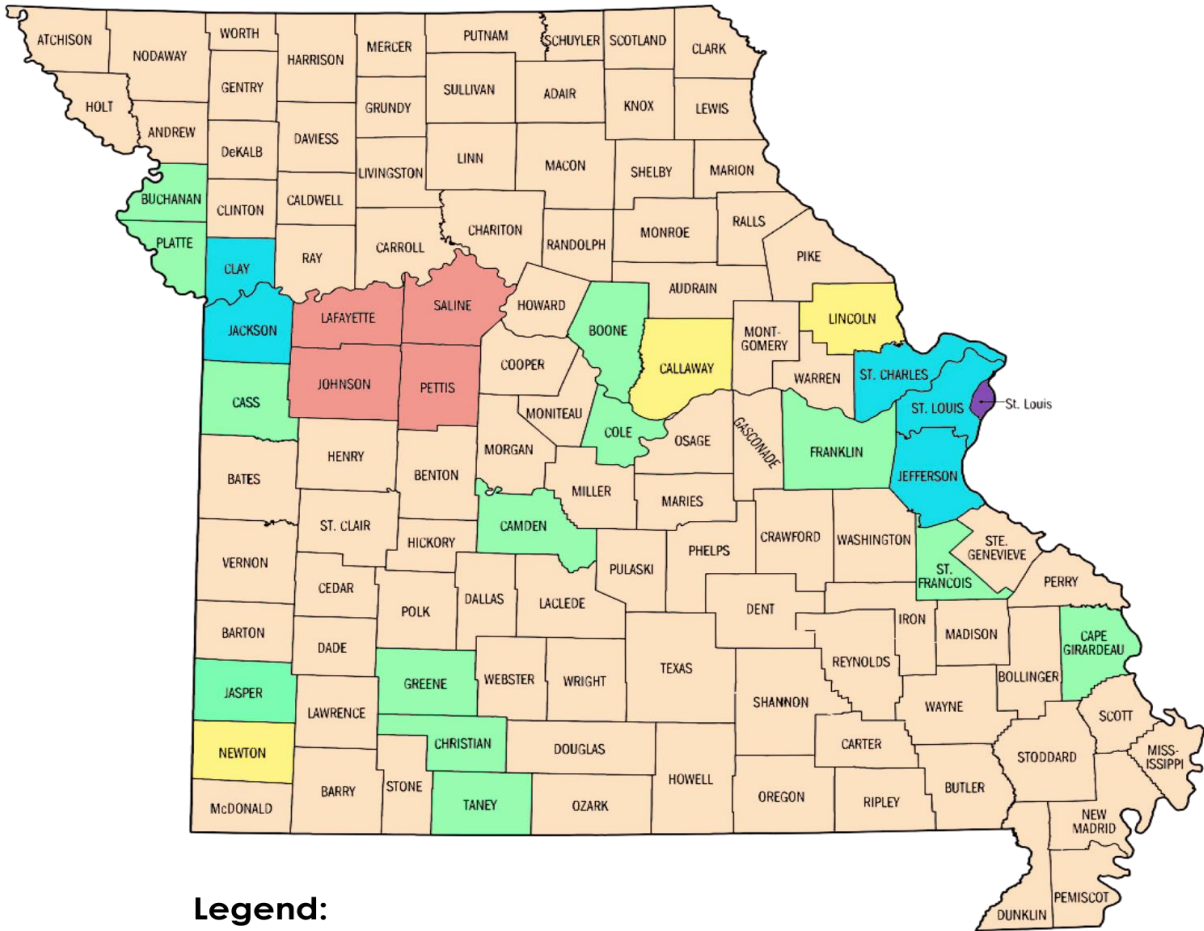 ATCHISON
NODAWAY
WORTH
HARRISON
MERCER
PUTNAM
SCHUYLER
SCOTLAND
CLARK
HOLT
GENTRY
GRUNDY
SULLIVAN
ADAIR
KNOX
LEWIS
ANDREW
DeKALB
DAVIESS
LIVINGSTON
LINN
MACON
SHELBY
MARION
BUCHANAN
CLINTON
CALDWELL
CHARITON
RANDOLPH
MONROE
RALLS
PLATTE
CLAY
RAY
CARROLL
PIKE
AUDRAIN
JACKSON
LAFAYETTE
SALINE
HOWARD
BOONE
MONT-
GOMERY
LINCOLN
CASS
JOHNSON
PETTIS
COOPER
CALLAWAY
WARREN
ST. CHARLES
ST. LOUIS
St. Louis
MONITEAU
COLE
OSAGE
GASCONADE
FRANKLIN
JEFFERSON
BATES
HENRY
BENTON
MORGAN
MILLER
MARIES
ST. CLAIR
HICKORY
CAMDEN
PULASKI
PHELPS
CRAWFORD
WASHINGTON
STE.
GENEVIEVE
ST.
FRANCOIS
PERRY
VERNON
CEDAR
POLK
DALLAS
LACLEDE
DENT
IRON
MADISON
CAPE
GIRARDEAU
BARTON
DADE
GREENE
WEBSTER
WRIGHT
TEXAS
REYNOLDS
BOLLINGER
JASPER
LAWRENCE
SHANNON
WAYNE
SCOTT
NEWTON
CHRISTIAN
DOUGLAS
HOWELL
CARTER
STODDARD
MISS-
ISSIPPI
McDONALD
BARRY
STONE
TANEY
OZARK
OREGON
RIPLEY
BUTLER
NEW
MADRID
DUNKLIN
PEMISCOT
Legend: